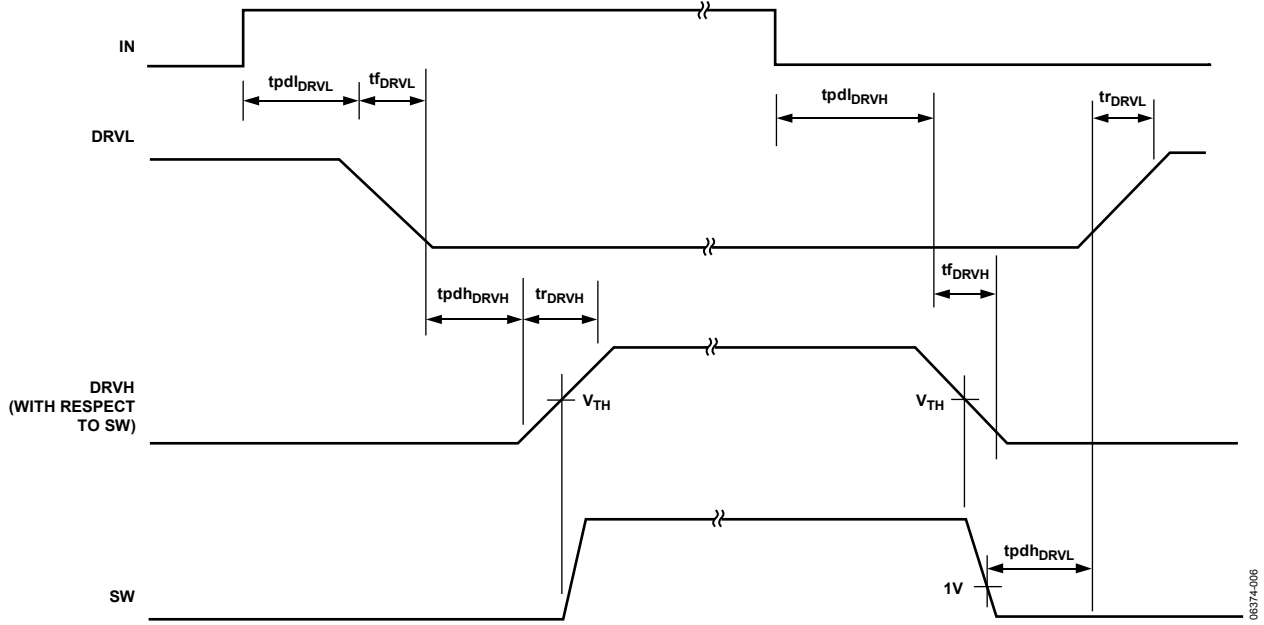 IN
tpdlDRVL
tfDRVL
tpdlDRVH
trDRVL
DRVL
tfDRVH
tpdhDRVH
trDRVH
DRVH
(WITH RESPECT
TO SW)
VTH
VTH
tpdhDRVL
1V
SW
06374-006